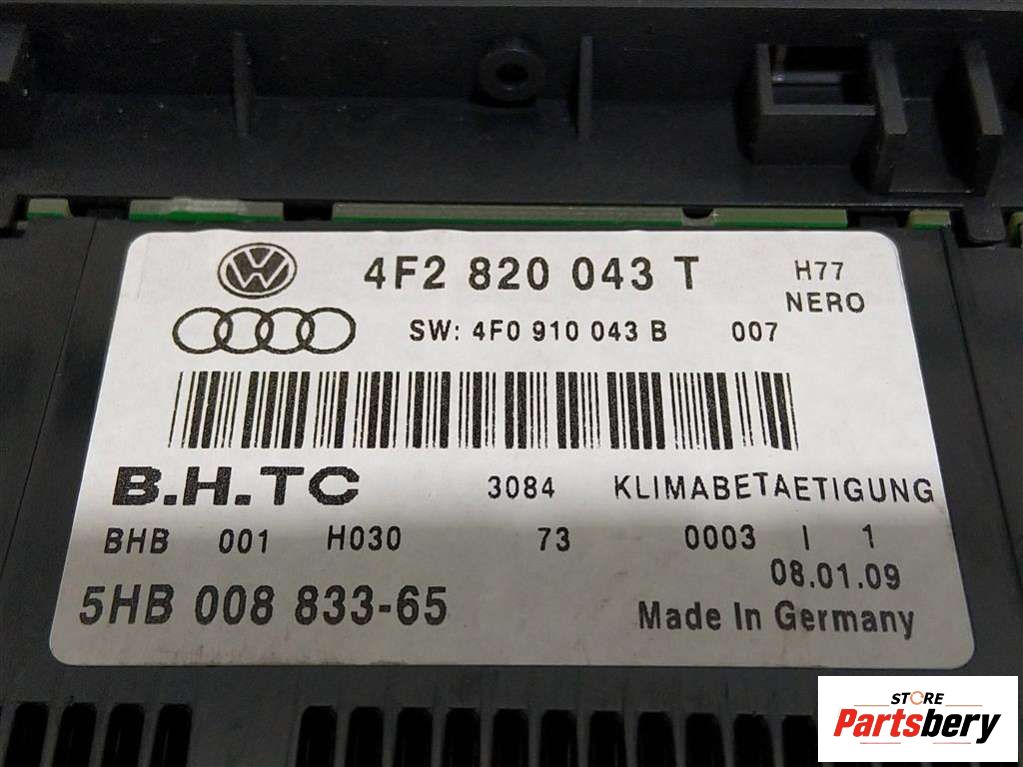 4F2 820 043 T
H77
NERO
SW: 4F0 910 043 B 007
B.H.TC 3084 KLIMABETAETIGUNG
BHB 001 H030 73 0003 I 1
08.01.09
5HB 008 833-65
Made In Germany
STORE
Partsbery